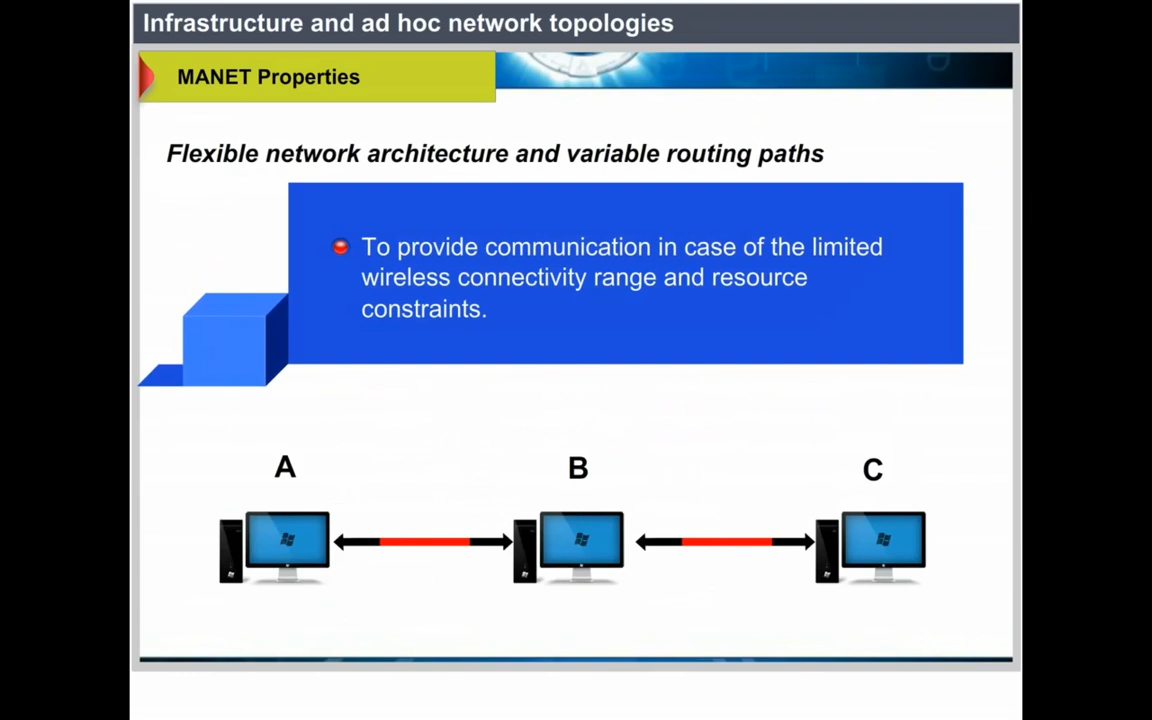 Infrastructure and ad hoc network topologies
MANET Properties
Flexible network architecture and variable routing paths
To provide communication in case of the limited
wireless connectivity range and resource
constraints.
A B C